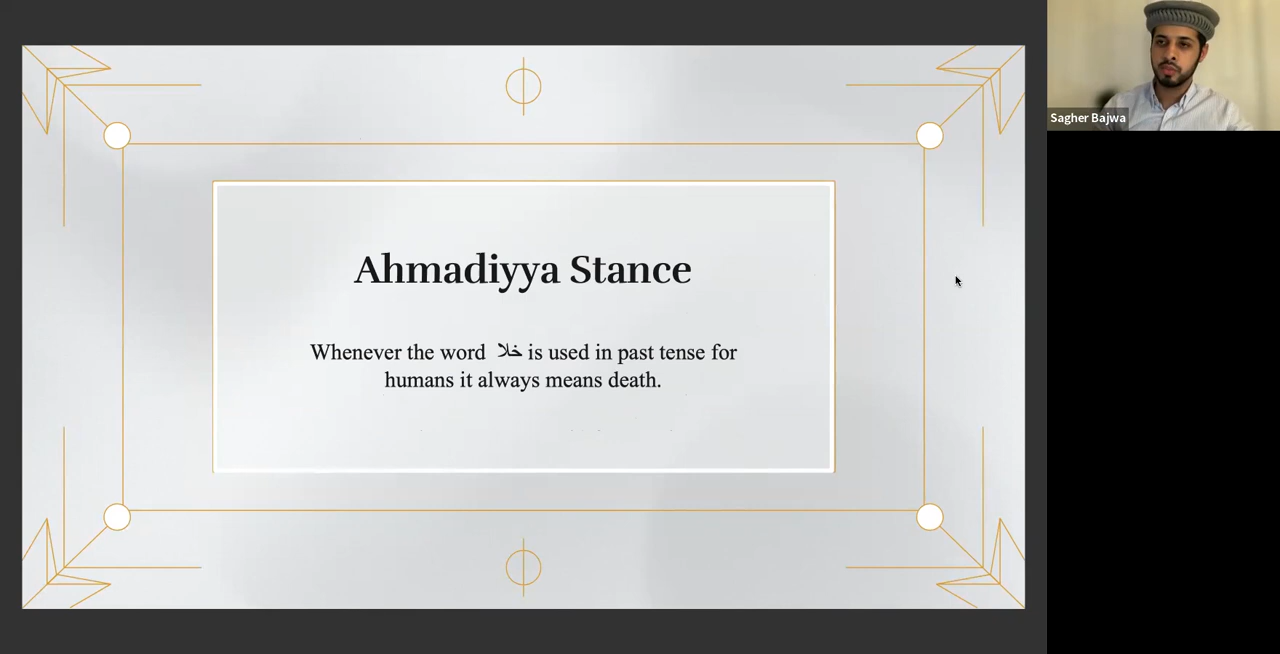 Ahmadiyya Stance
Whenever the word خلا is used in past tense for
humans it always means death.
Sagher Bajwa